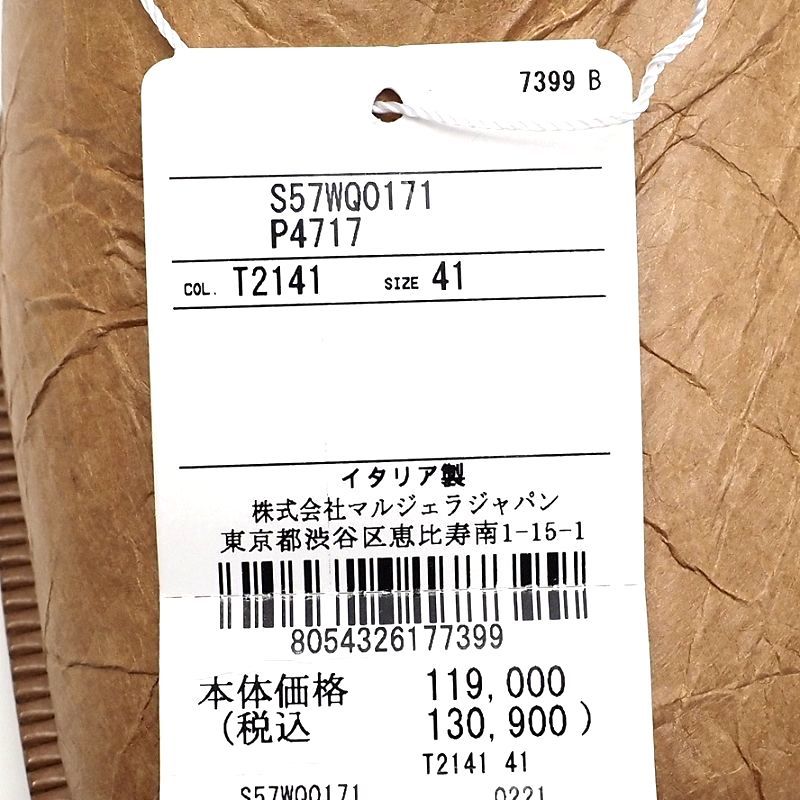 7399 B
S57WQ0171
P4717
COL. T2141 SIZE 41
イタリア製
株式会社マルジェラジャパン
東京都渋谷区恵比寿南1-15-1
8054326177399
本体価格 119,000
(税込 130,900)
T2141 41
S57WQ0171 0221